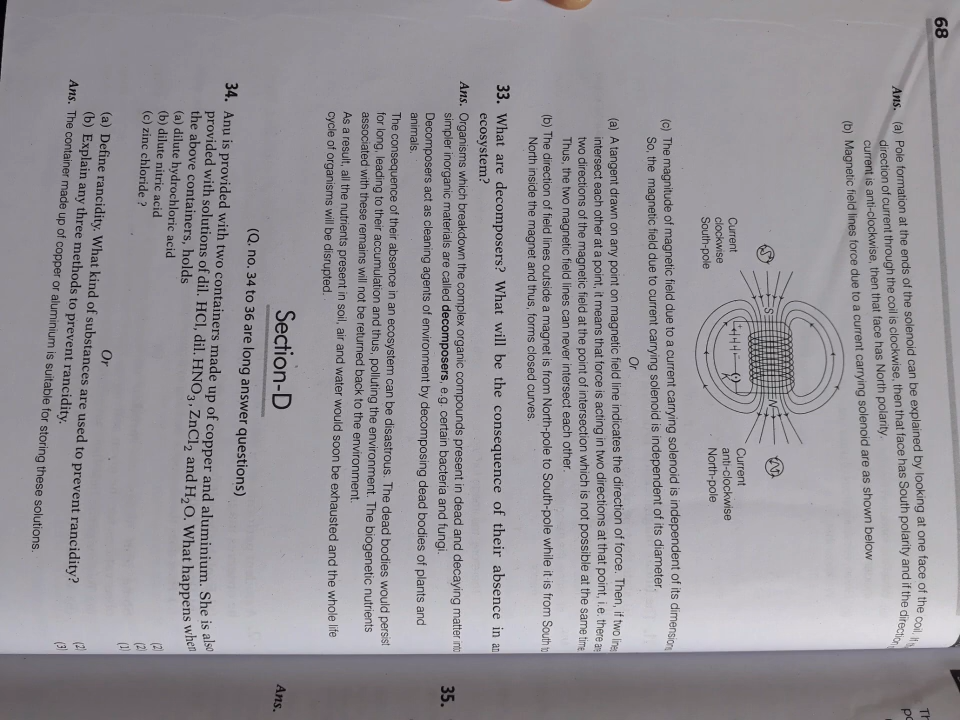 68
Ans. (a) Pole formation at the ends of the solenoid can be explained by looking at one face of the coil. If
direction of current through the coil is clockwise, then that face has South polarity and if the direction
current is anti-clockwise, then that face has North polarity.
(b) Magnetic field lines force due to a current carrying solenoid are as shown below
S
N
K
Current
clockwise
South-pole
Current
anti-clockwise
North-pole
(c) The magnitude of magnetic field due to a current carrying solenoid is independent of its dimension
So, the magnetic field due to current carrying solenoid is independent of its diameter.
Or
(a) A tangent drawn on any point on magnetic field line indicates the direction of force. Then, if two lines
intersect each other at a point, it means that force is acting in two directions at that point, i.e. there are
two directions of the magnetic field at the point of intersection which is not possible at the same time
Thus, the two magnetic field lines can never intersect each other.
(b) The direction of field lines outside a magnet is from North-pole to South-pole while it is from South to
North inside the magnet and thus, forms closed curves.
33. What are decomposers? What will be the consequence of their absence in an
ecosystem?
Ans. Organisms which breakdown the complex organic compounds present in dead and decaying matter into
simpler inorganic materials are called decomposers, e.g. certain bacteria and fungi.
Decomposers act as cleaning agents of environment by decomposing dead bodies of plants and
animals.
The consequence of their absence in an ecosystem can be disastrous. The dead bodies would persist
for long, leading to their accumulation and thus, polluting the environment. The biogenetic nutrients
associated with these remains will not be returned back to the environment.
As a result, all the nutrients present in soil, air and water would soon be exhausted and the whole life
cycle of organisms will be disrupted.
Section-D
(Q. no. 34 to 36 are long answer questions)
34. Anu is provided with two containers made up of copper and aluminium. She is also
provided with solutions of dil. HCl, dil. HNO₃, ZnCl₂ and H₂O. What happens when
the above containers, holds
(a) dilute hydrochloric acid (2)
(b) dilute nitric acid (2)
(c) zinc chloride ? (1)
Or
(a) Define rancidity. What kind of substances are used to prevent rancidity? (2)
(b) Explain any three methods to prevent rancidity. (3)
Ans. The container made up of copper or aluminium is suitable for storing these solutions.
35.
Ans.